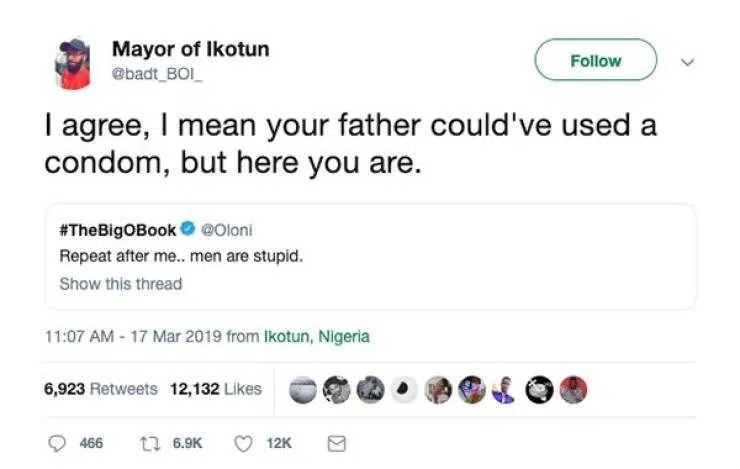 Mayor of Ikotun
@badt_BOI_
Follow
I agree, I mean your father could've used a
condom, but here you are.
#TheBigOBook @Oloni
Repeat after me.. men are stupid.
Show this thread
11:07 AM - 17 Mar 2019 from Ikotun, Nigeria
6,923 Retweets 12,132 Likes
466 6.9K 12K